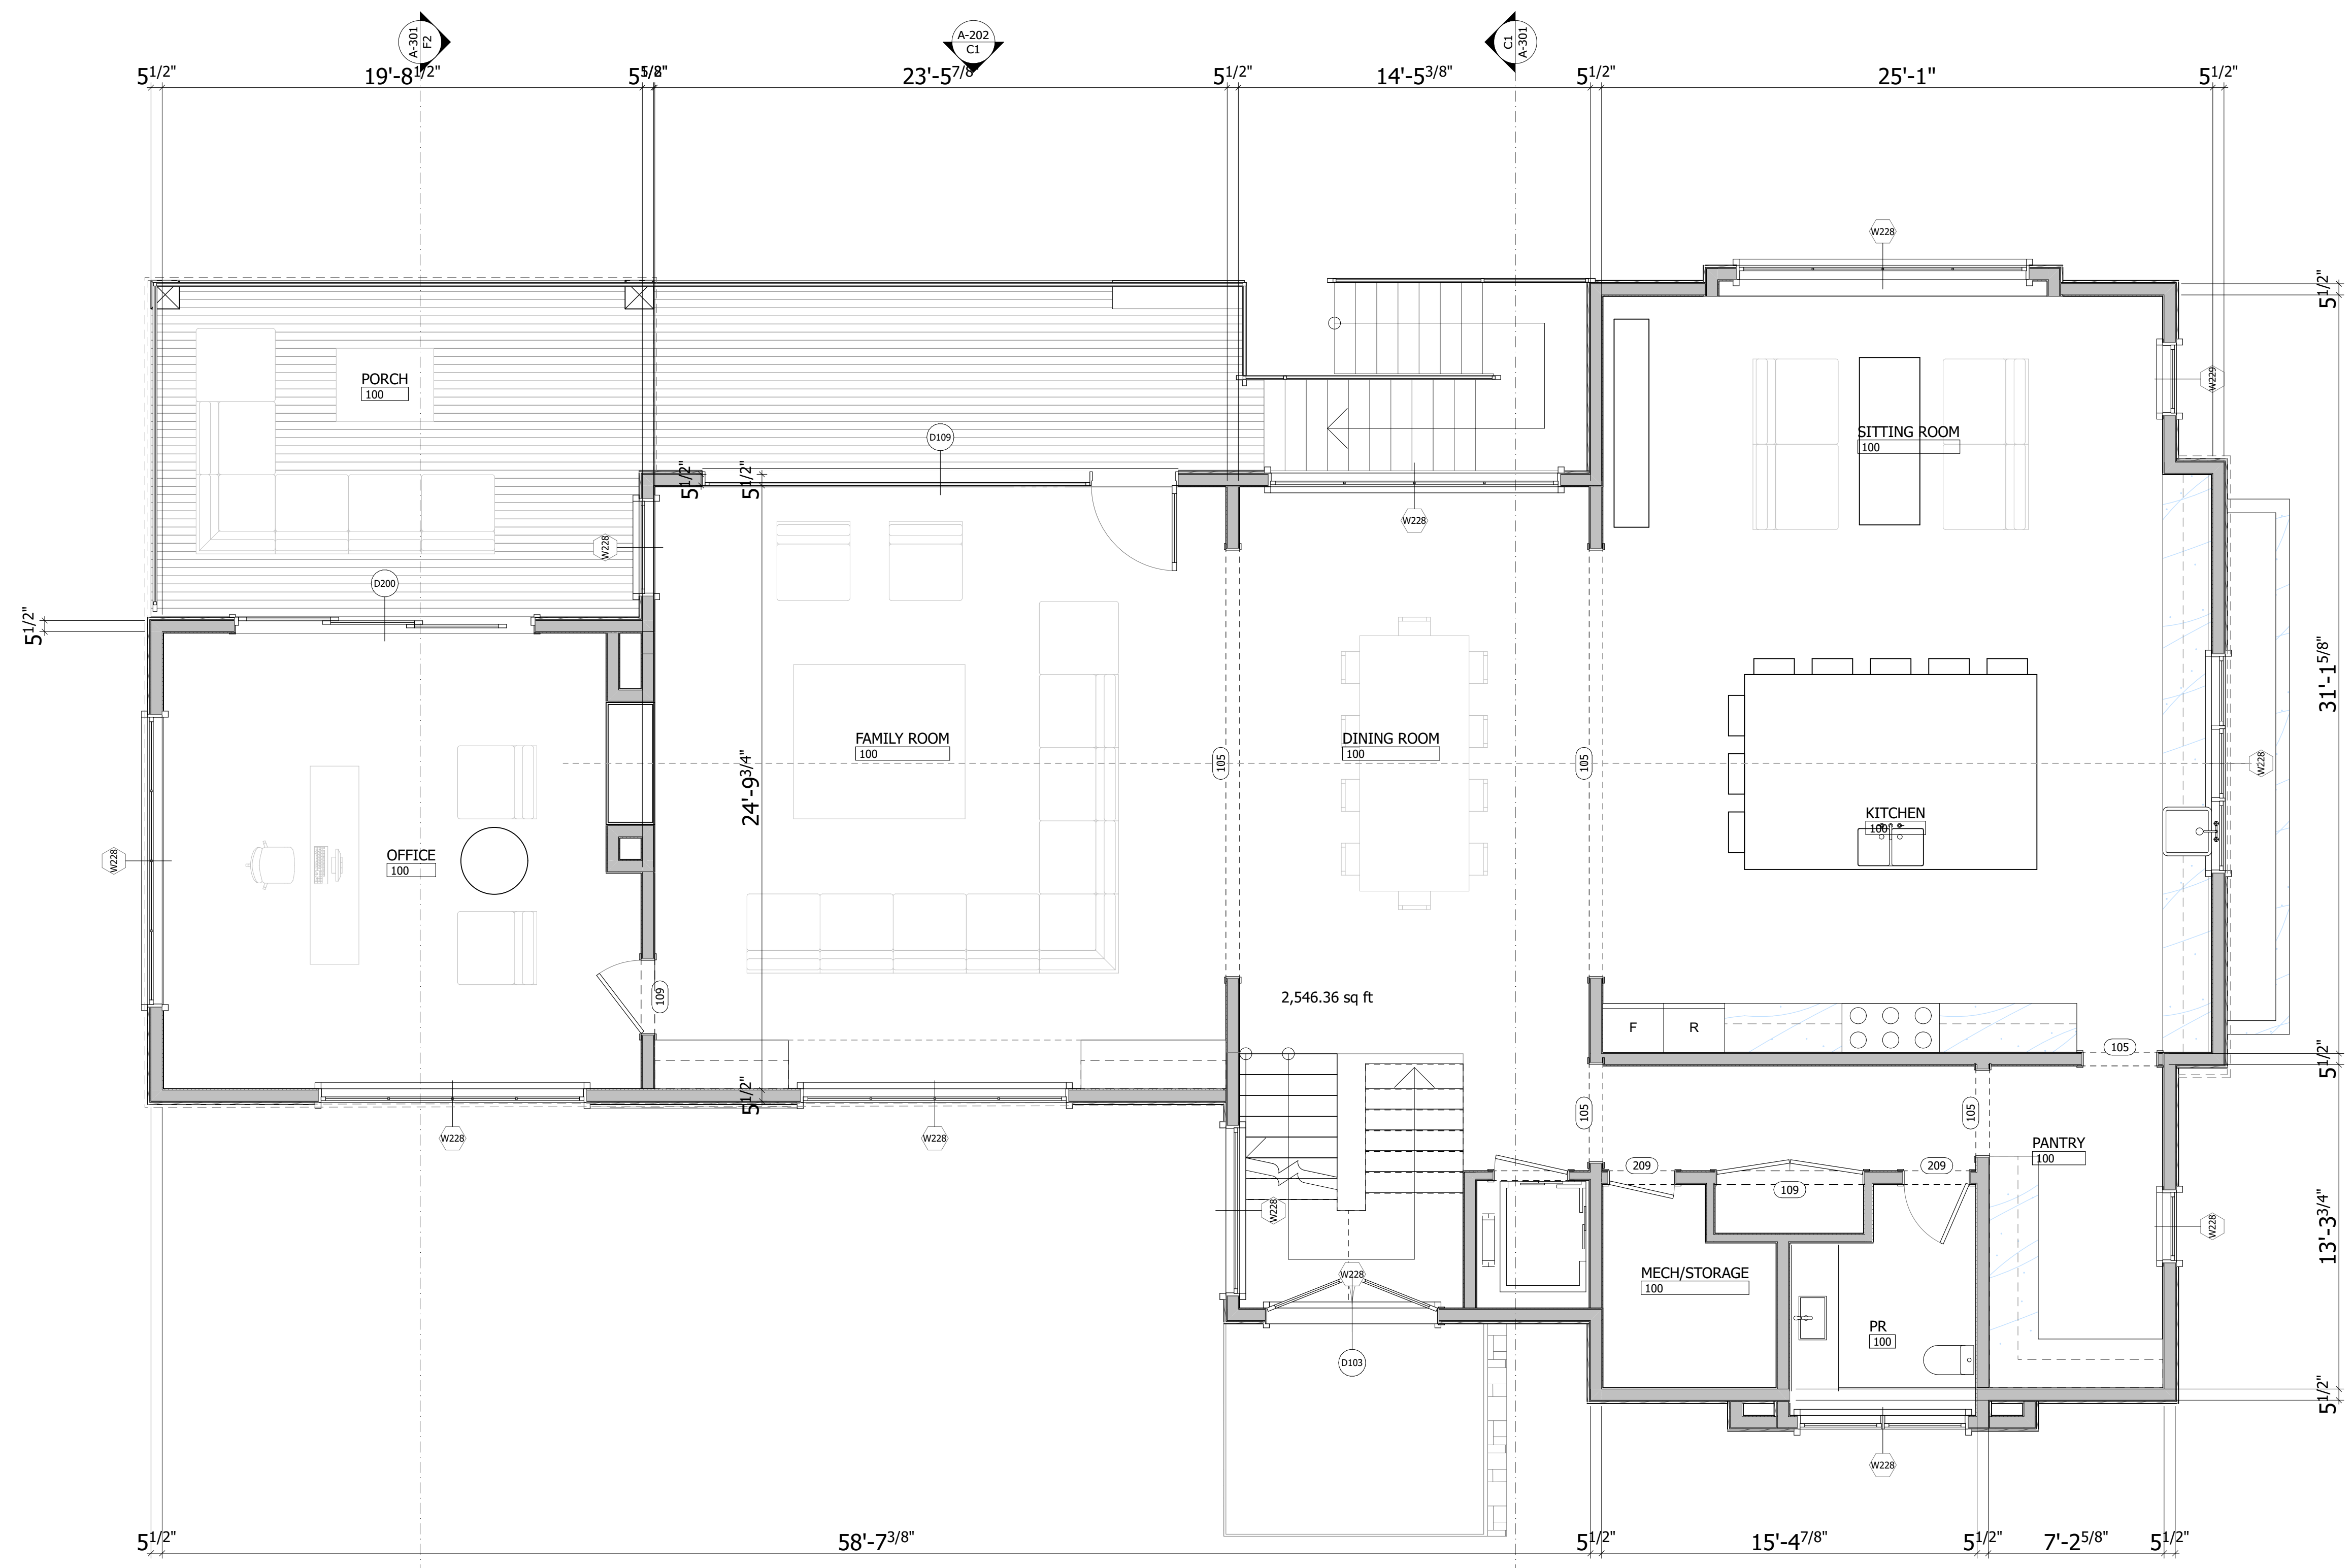 A-301
F2
A-202
C1
C1
A-301
5 1/2"
19'-8 1/2"
23'-5 7/8"
5 1/2"
14'-5 3/8"
5 1/2"
25'-1"
5 1/2"
W228
5 1/2"
PORCH
100
W229
SITTING ROOM
100
D109
5 1/2"
5 1/2"
W228
W228
D200
5 1/2"
31'-1 5/8"
FAMILY ROOM
100
DINING ROOM
100
105
105
W228
24'-9 3/4"
KITCHEN
100
OFFICE
100
W228
109
2,546.36 sq ft
F
R
105
5 1/2"
5 1/2"
105
105
W228
W228
PANTRY
100
209
209
109
W228
W228
13'-3 3/4"
MECH/STORAGE
100
W228
PR
100
D103
5 1/2"
W228
5 1/2"
58'-7 3/8"
5 1/2"
15'-4 7/8"
5 1/2"
7'-2 5/8"
5 1/2"